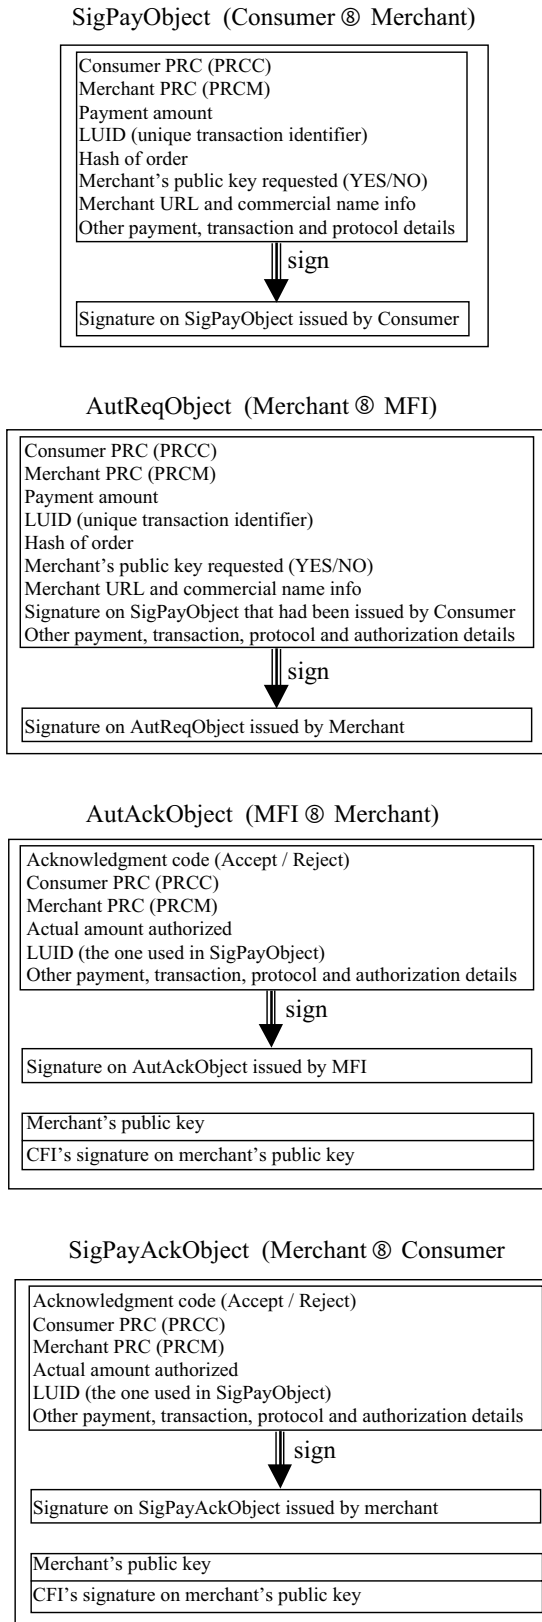 SigPayObject (Consumer ® Merchant)
Consumer PRC (PRCC)
Merchant PRC (PRCM)
Payment amount
LUID (unique transaction identifier)
Hash of order
Merchant’s public key requested (YES/NO)
Merchant URL and commercial name info
Other payment, transaction and protocol details
sign
Signature on SigPayObject issued by Consumer
AutReqObject (Merchant ® MFI)
Consumer PRC (PRCC)
Merchant PRC (PRCM)
Payment amount
LUID (unique transaction identifier)
Hash of order
Merchant’s public key requested (YES/NO)
Merchant URL and commercial name info
Signature on SigPayObject that had been issued by Consumer
Other payment, transaction, protocol and authorization details
sign
Signature on AutReqObject issued by Merchant
AutAckObject (MFI ® Merchant)
Acknowledgment code (Accept / Reject)
Consumer PRC (PRCC)
Merchant PRC (PRCM)
Actual amount authorized
LUID (the one used in SigPayObject)
Other payment, transaction, protocol and authorization details
sign
Signature on AutAckObject issued by MFI
Merchant’s public key
CFI’s signature on merchant’s public key
SigPayAckObject (Merchant ® Consumer
Acknowledgment code (Accept / Reject)
Consumer PRC (PRCC)
Merchant PRC (PRCM)
Actual amount authorized
LUID (the one used in SigPayObject)
Other payment, transaction, protocol and authorization details
sign
Signature on SigPayAckObject issued by merchant
Merchant’s public key
CFI’s signature on merchant’s public key